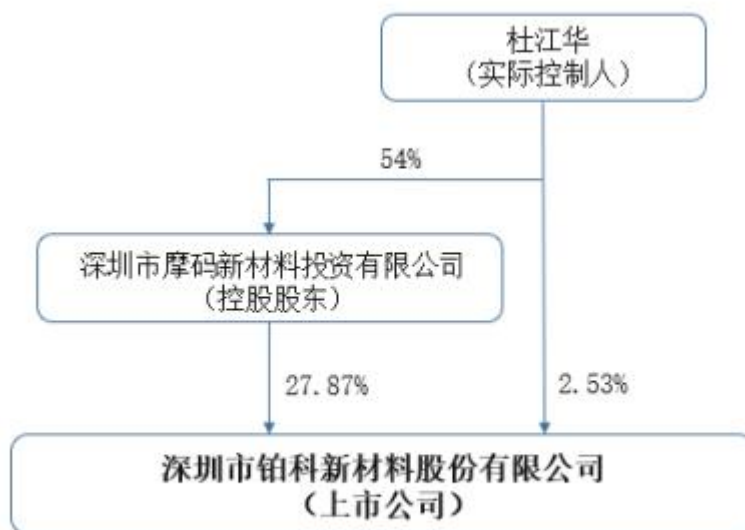 杜江华
（实际控制人）
54%
深圳市摩码新材料投资有限公司
（控股股东）
27.87%
2.53%
深圳市铂科新材料股份有限公司
（上市公司）